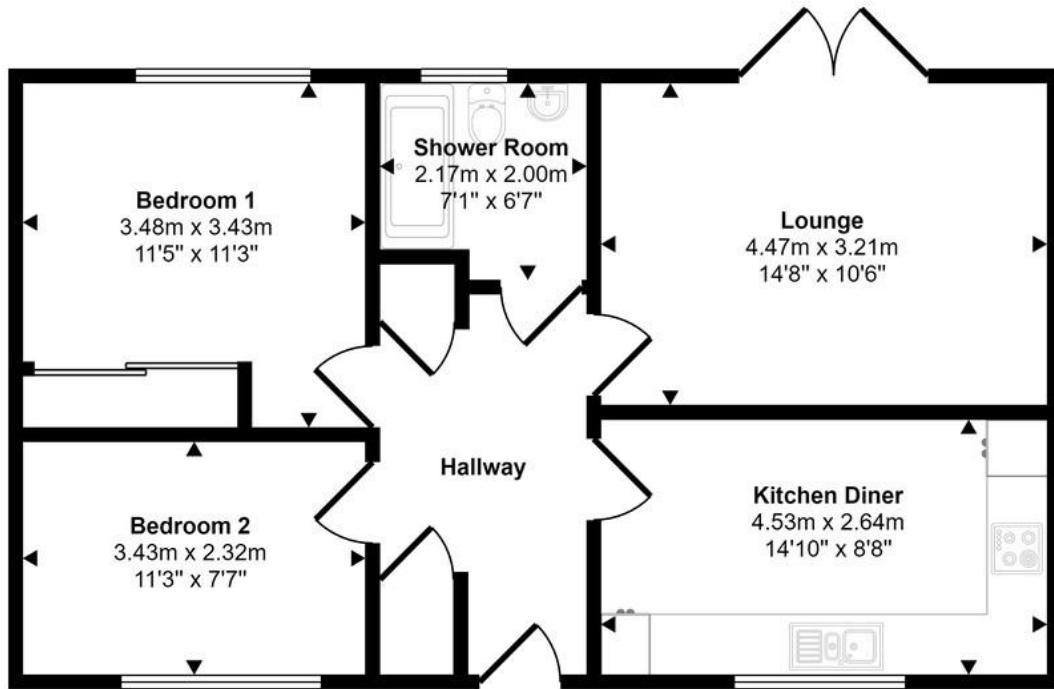 Bedroom 1
3.48m x 3.43m
11'5" x 11'3"
Shower Room
2.17m x 2.00m
7'1" x 6'7"
Lounge
4.47m x 3.21m
14'8" x 10'6"
Hallway
Bedroom 2
3.43m x 2.32m
11'3" x 7'7"
Kitchen Diner
4.53m x 2.64m
14'10" x 8'8"